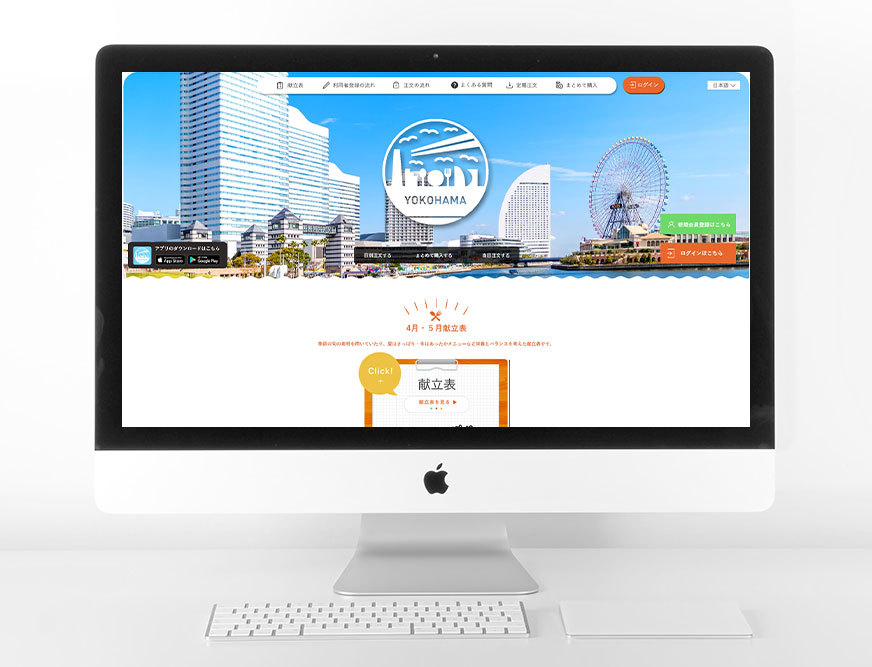 献立表
利用者登録の流れ
注文の流れ
よくある質問
定期注文
まとめて購入
ログイン
日本語
YOKOHAMA
アプリのダウンロードはこちら
App Store
Google Play
日別注文する
まとめて購入する
当日注文する
新規会員登録はこちら
ログインはこちら
4月・5月献立表
Click!
献立表
献立表を見る